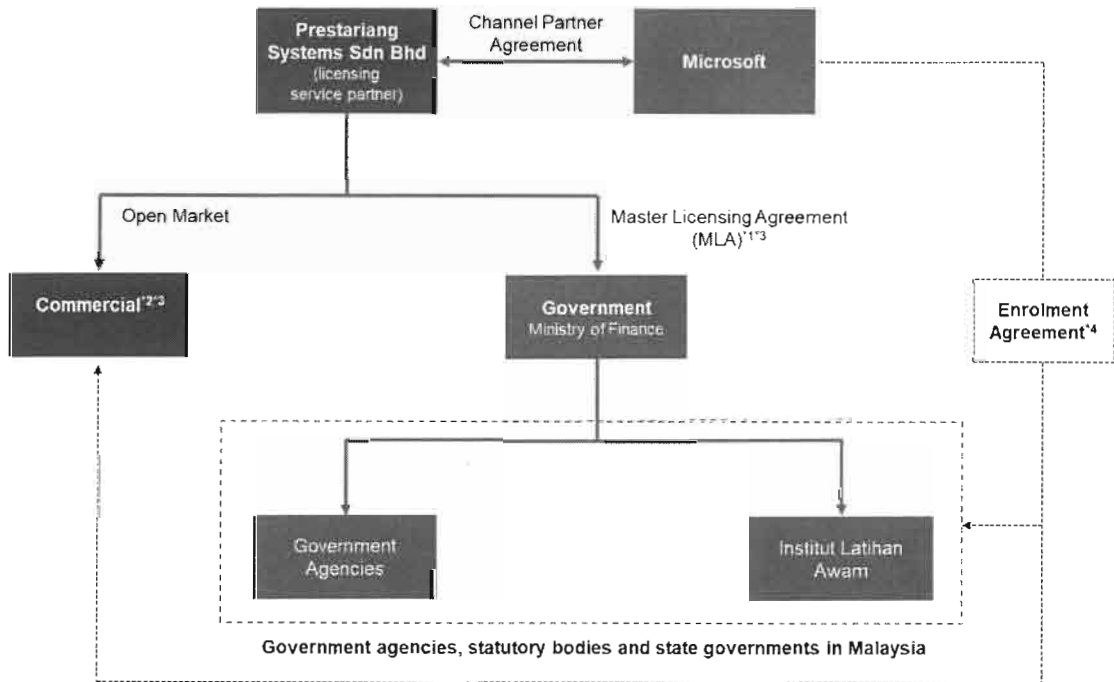 Prestariang
Systems Sdn Bhd
(licensing
service partner)
Channel Partner
Agreement
Microsoft
Open Market
Master Licensing Agreement
(MLA)*1*3
Commercial*2*3
Government
Ministry of Finance
Enrolment
Agreement*4
Government
Agencies
Institut Latihan
Awam
Government agencies, statutory bodies and state governments in Malaysia